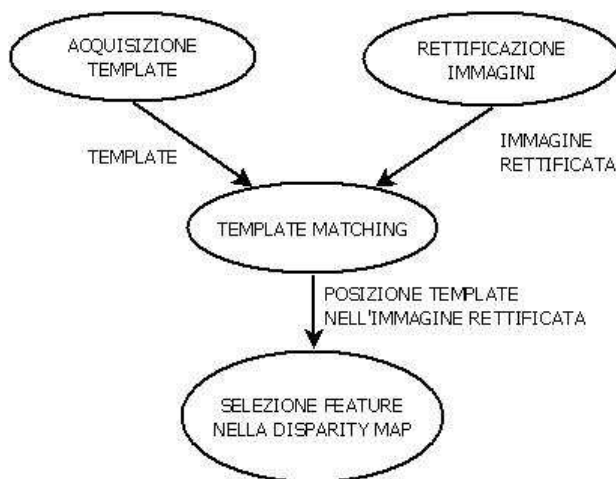 ACQUISIZIONE
TEMPLATE
RETTIFICAZIONE
IMMAGINI
TEMPLATE
IMMAGINE
RETTIFICATA
TEMPLATE MATCHING
POSIZIONE TEMPLATE
NELL'IMMAGINE RETTIFICATA
SELEZIONE FEATURE
NELLA DISPARITY MAP